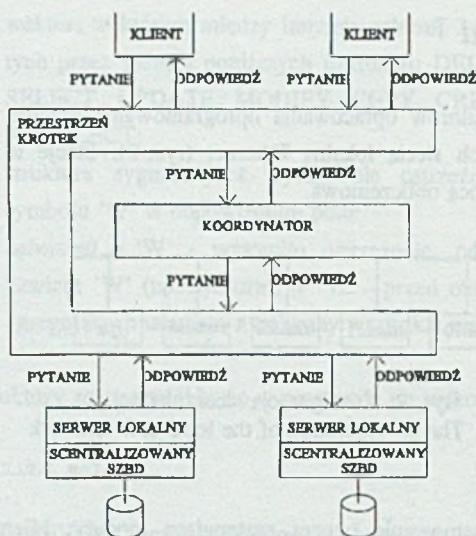 KLIENT KLIENT
PYTANIE ODPOWIEDŹ PYTANIE ODPOWIEDŹ
PRZESTRZEŃ
KROTEK
PYTANIE ODPOWIEDŹ
KOORDYNATOR
PYTANIE ODPOWIEDŹ
PYTANIE ODPOWIEDŹ PYTANIE ODPOWIEDŹ
SERWER LOKALNY SERWER LOKALNY
SCENTRALIZOWANY SCENTRALIZOWANY
SZBD SZBD